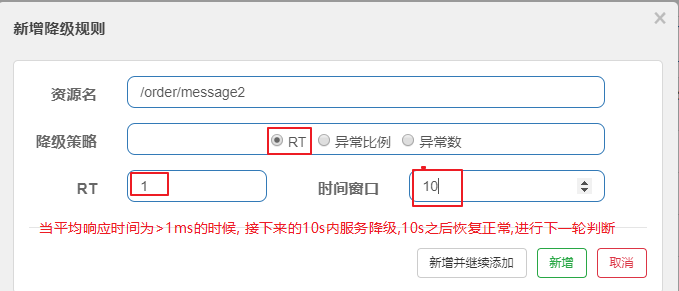 新增降级规则
×
资源名 /order/message2
降级策略 RT 异常比例 异常数
RT 1 时间窗口 10
当平均响应时间为>1ms的时候, 接下来的10s内服务降级,10s之后恢复正常,进行下一轮判断
新增并继续添加 新增 取消